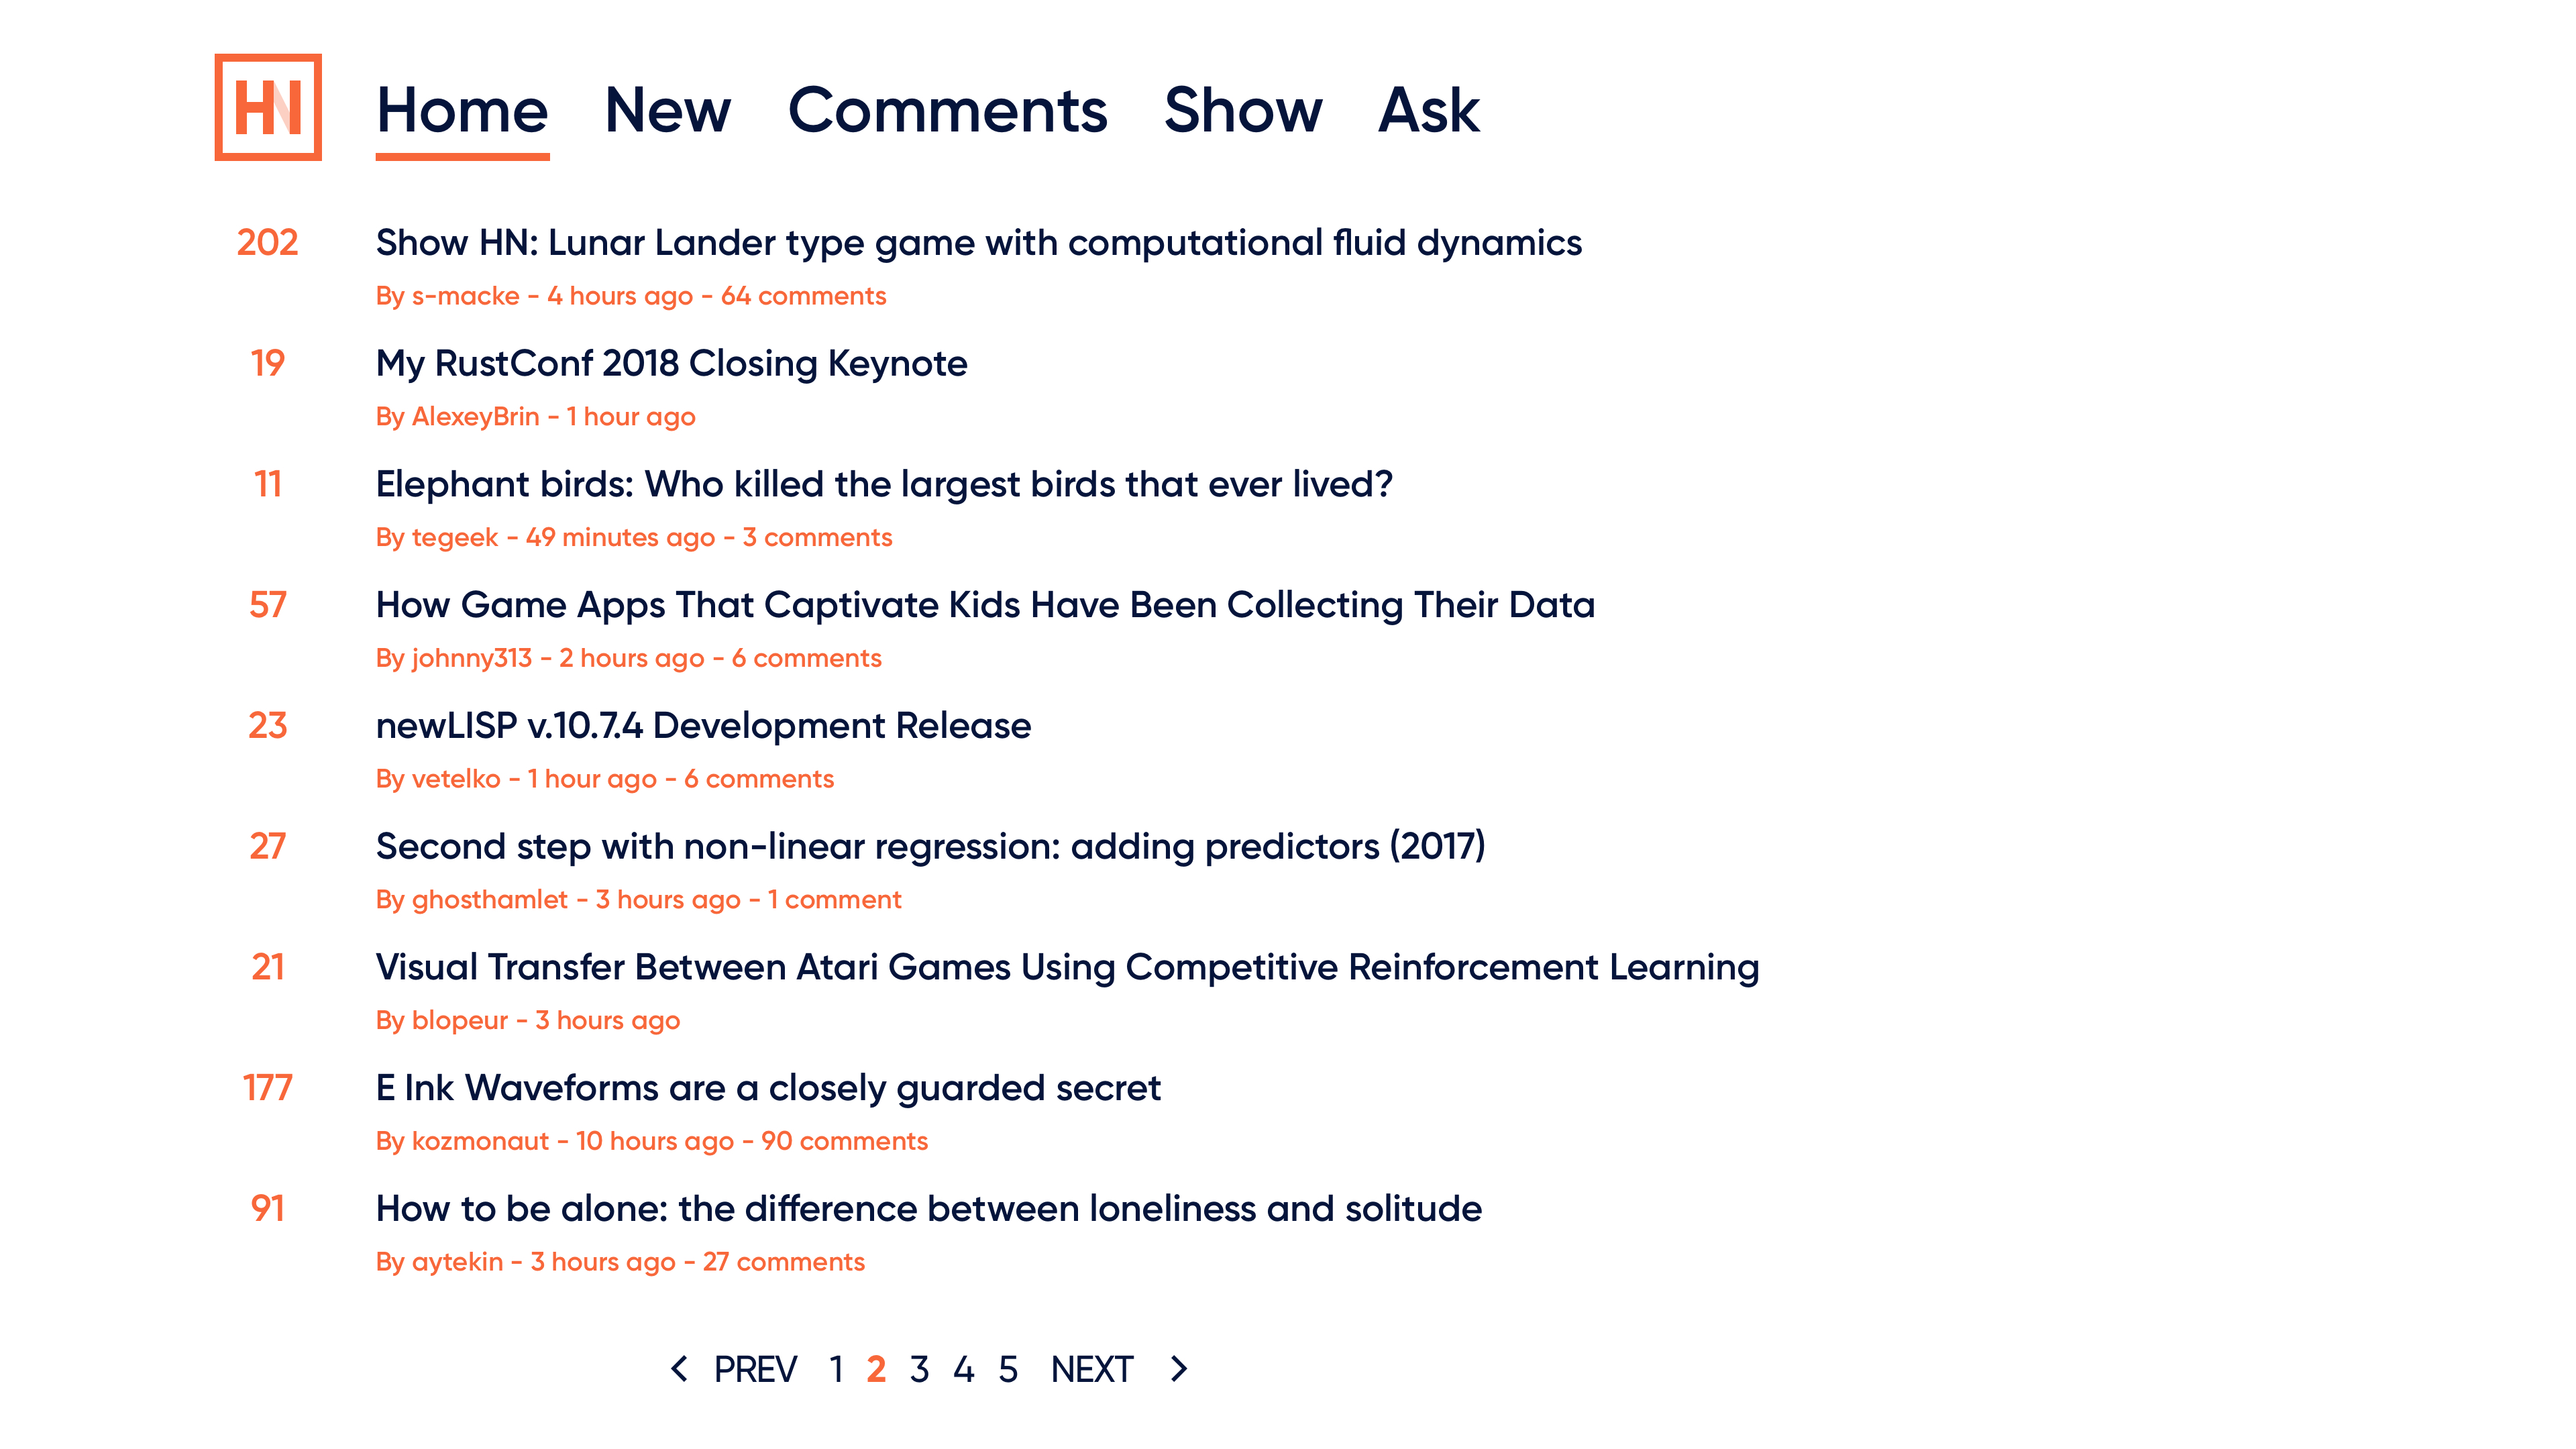 HN
Home New Comments Show Ask
202 Show HN: Lunar Lander type game with computational fluid dynamics
By s-macke - 4 hours ago - 64 comments
19 My RustConf 2018 Closing Keynote
By AlexeyBrin - 1 hour ago
11 Elephant birds: Who killed the largest birds that ever lived?
By tegeek - 49 minutes ago - 3 comments
57 How Game Apps That Captivate Kids Have Been Collecting Their Data
By johnny313 - 2 hours ago - 6 comments
23 newLISP v.10.7.4 Development Release
By vetelko - 1 hour ago - 6 comments
27 Second step with non-linear regression: adding predictors (2017)
By ghosthamlet - 3 hours ago - 1 comment
21 Visual Transfer Between Atari Games Using Competitive Reinforcement Learning
By blopeur - 3 hours ago
177 E Ink Waveforms are a closely guarded secret
By kozmonaut - 10 hours ago - 90 comments
91 How to be alone: the difference between loneliness and solitude
By aytekin - 3 hours ago - 27 comments
PREV 1 2 3 4 5 NEXT